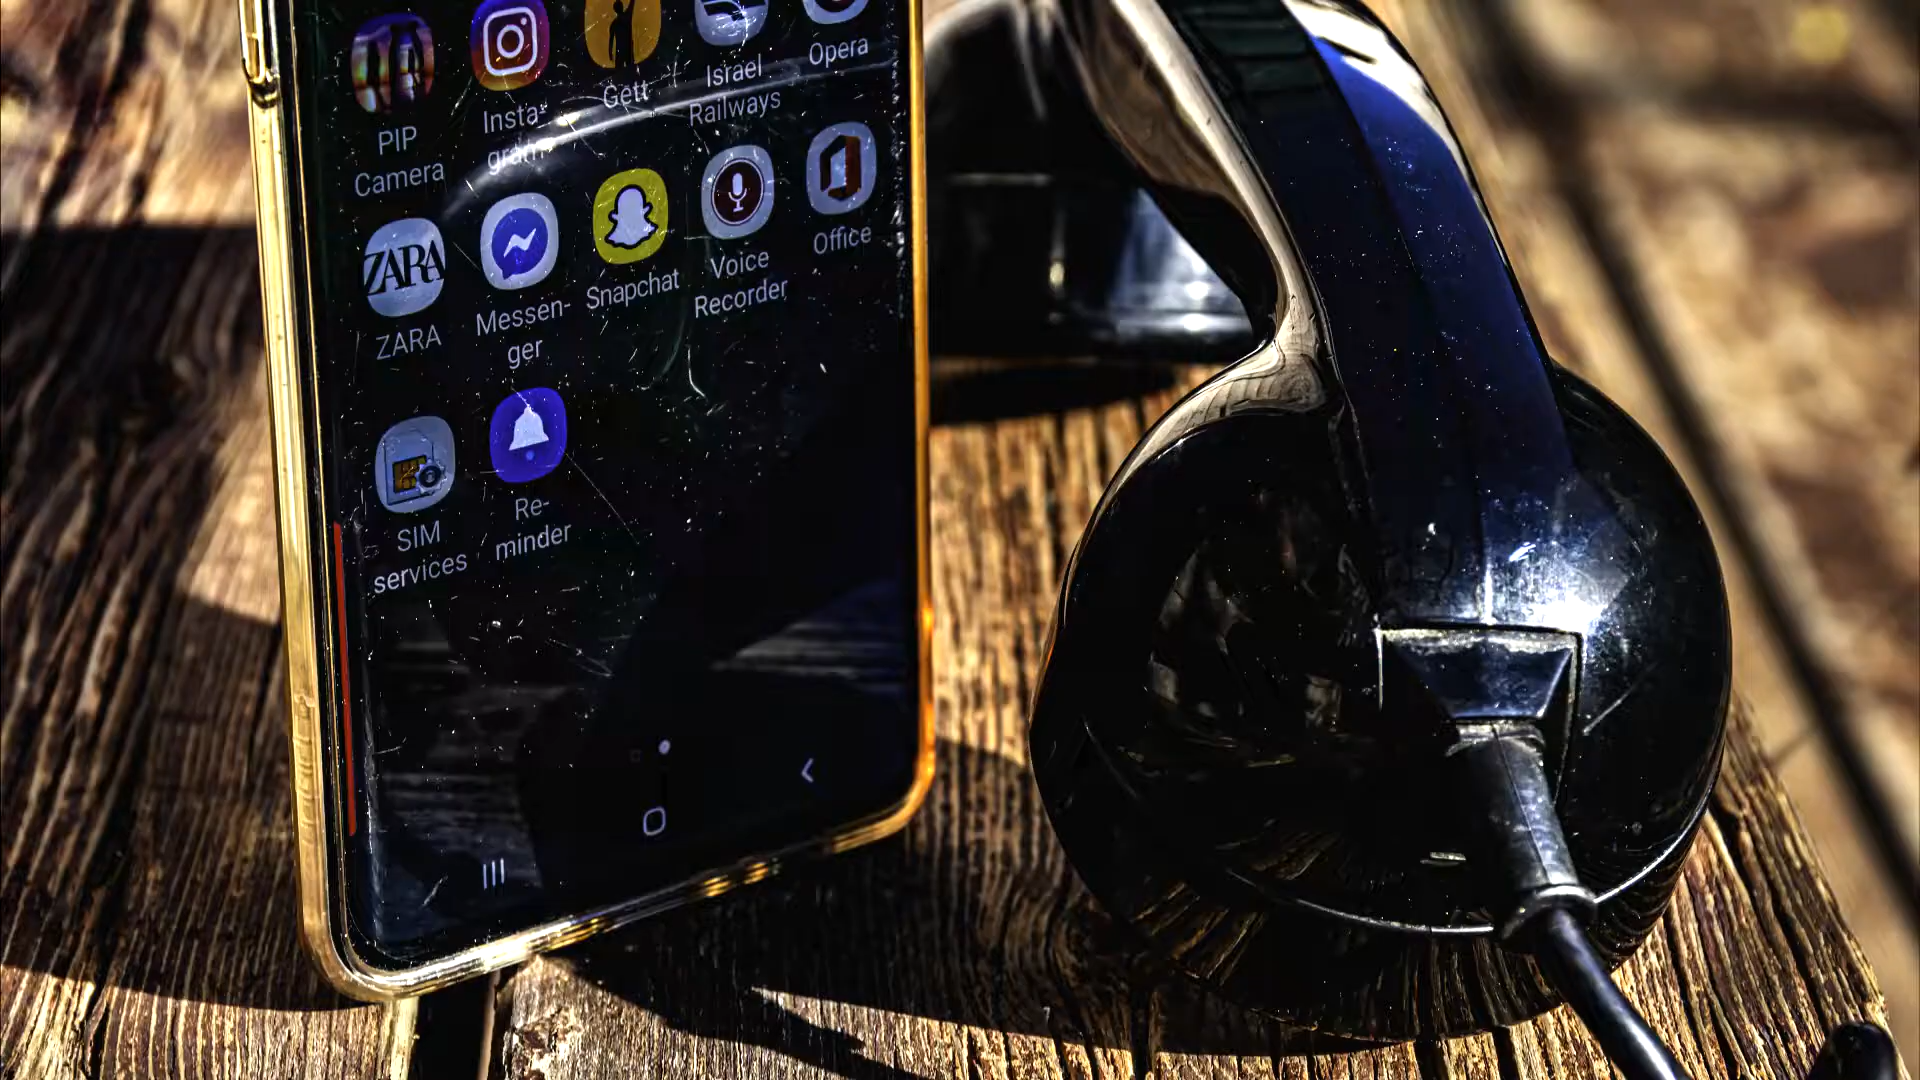 PIP
Camera
Insta-
gram
Gett
Israel
Railways
Opera
ZARA
ZARA
Messen-
ger
Snapchat
Voice
Recorder
Office
SIM
services
Re-
minder